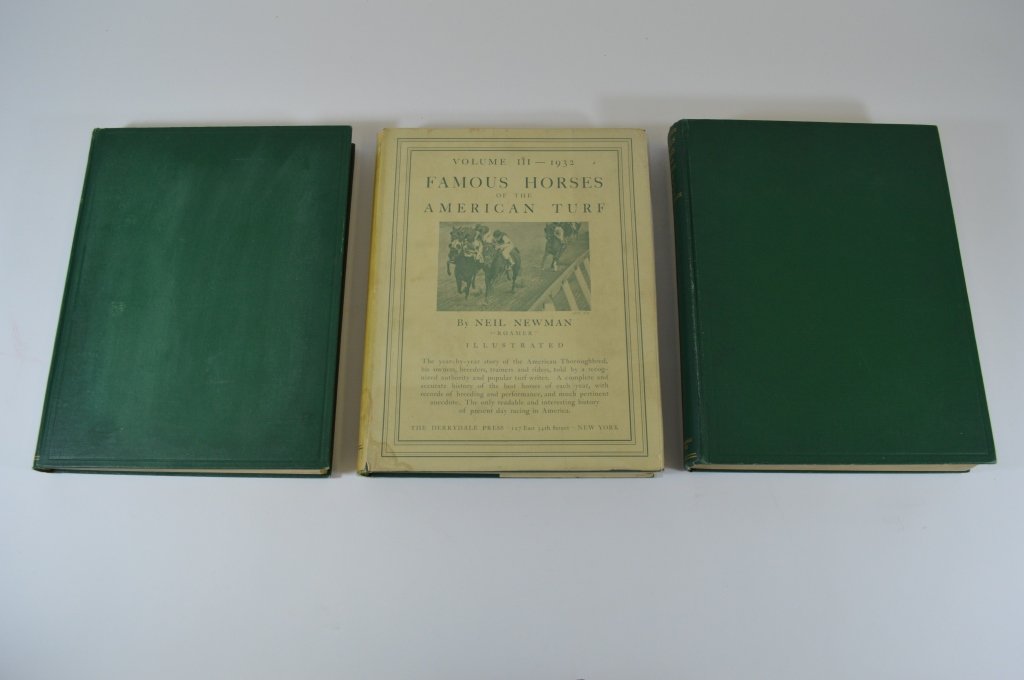 VOLUME III — 1932
FAMOUS HORSES
OF THE
AMERICAN TURF
By NEIL NEWMAN
"ROAMER"
ILLUSTRATED
The year-by-year story of the American Thoroughbred,
his owners, breeders, trainers and riders, told by a recog-
nized authority and popular turf writer. A complete and
accurate history of the best horses of each year, with
records of breeding and performance, and much pertinent
anecdote. The only readable and interesting history
of present day racing in America.
THE DERRYDALE PRESS - 127 East 34th Street - NEW YORK